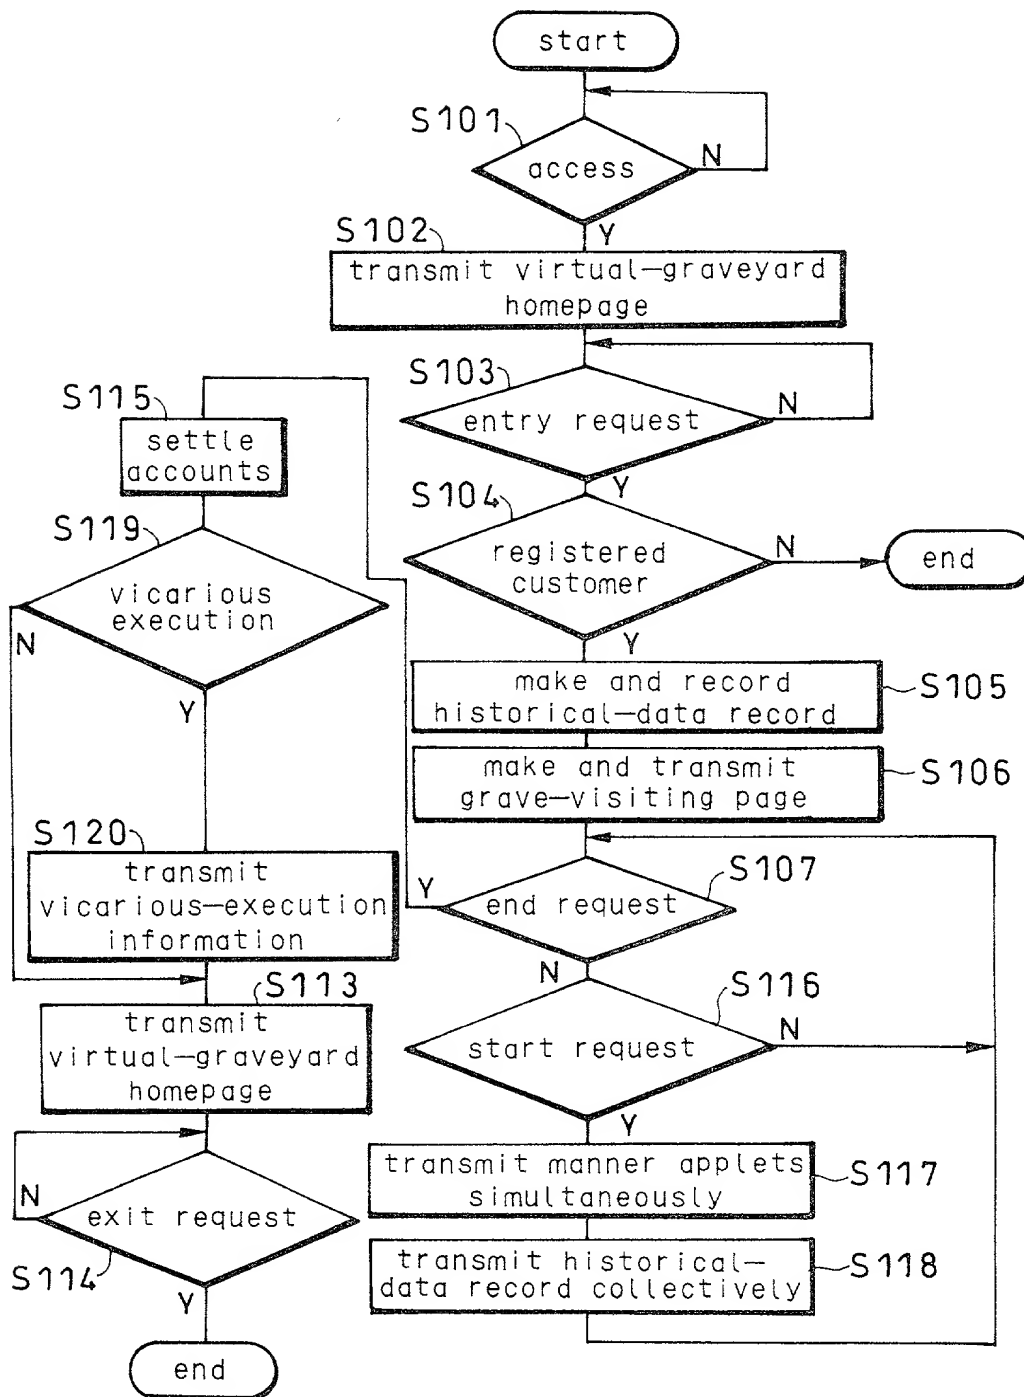 start
S101
access
N
Y
S102
transmit virtual-graveyard
homepage
S103
entry request
N
Y
S104
registered
customer
N
end
Y
make and record
historical-data record
S105
make and transmit
grave-visiting page
S106
end request
S107
Y
N
S116
start request
N
Y
transmit manner applets
simultaneously
S117
transmit historical-
data record collectively
S118
S115
settle
accounts
S119
vicarious
execution
N
Y
S120
transmit
vicarious-execution
information
S113
transmit
virtual-graveyard
homepage
N
exit request
S114
Y
end